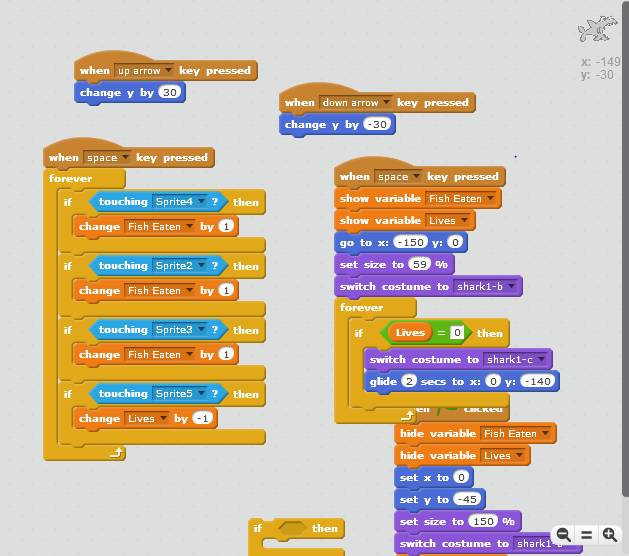 x: -149
y: -30
when up arrow key pressed
change y by 30
when down arrow key pressed
change y by -30
when space key pressed
forever
if touching Sprite4 ? then
change Fish Eaten by 1
if touching Sprite2 ? then
change Fish Eaten by 1
if touching Sprite3 ? then
change Fish Eaten by 1
if touching Sprite5 ? then
change Lives by -1
when space key pressed
show variable Fish Eaten
show variable Lives
go to x: -150 y: 0
set size to 59 %
switch costume to shark1-b
forever
if Lives = 0 then
switch costume to shark1-c
glide 2 secs to x: 0 y: -140
clicked
hide variable Fish Eaten
hide variable Lives
set x to 0
set y to -45
set size to 150 %
switch costume to
if then